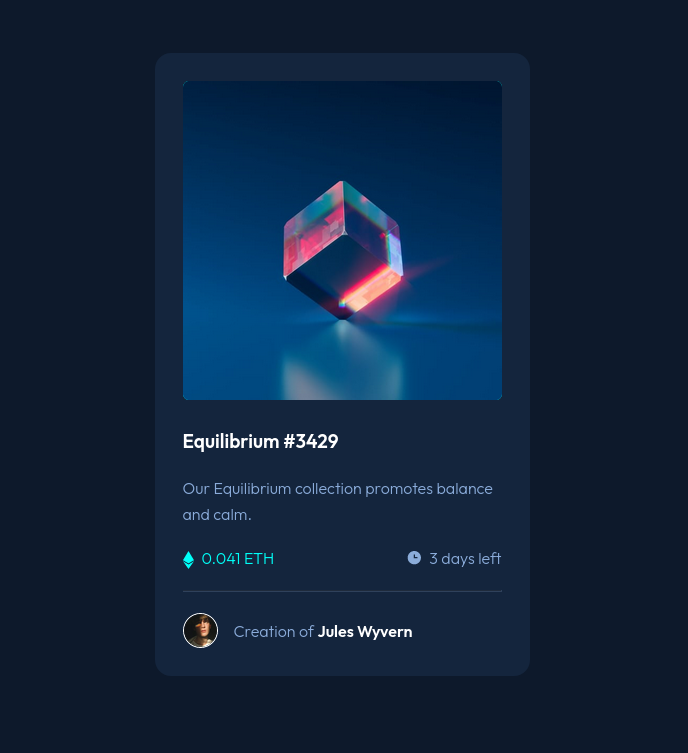 Equilibrium #3429
Our Equilibrium collection promotes balance
and calm.
0.041 ETH
3 days left
Creation of Jules Wyvern